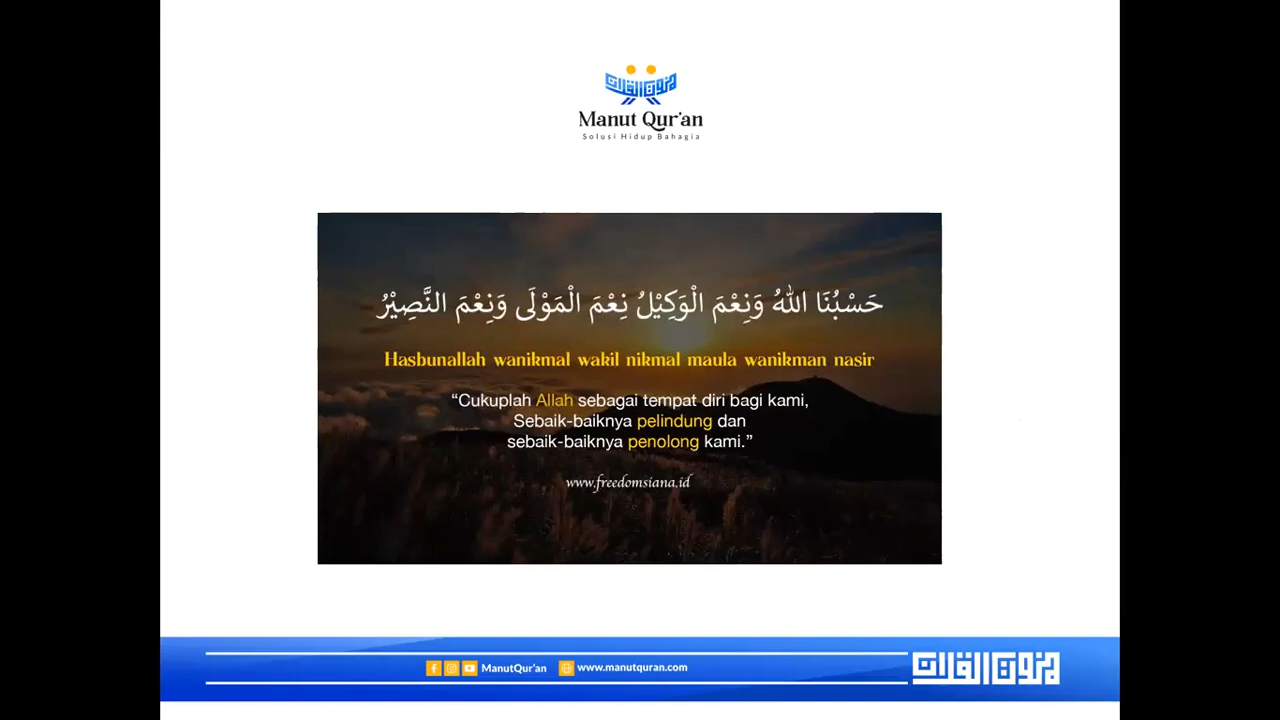 Manut Qur'an
Solusi Hidup Bahagia
حَسْبُنَا اللهُ وَنِعْمَ الْوَكِيْلُ نِعْمَ الْمَوْلَى وَنِعْمَ النَّصِيْرُ
Hasbunallah wanikmal wakil nikmal maula wanikman nasir
“Cukuplah Allah sebagai tempat diri bagi kami,
Sebaik-baiknya pelindung dan
sebaik-baiknya penolong kami.”
www.freedomsiana.id
ManutQur'an www.manutquran.com